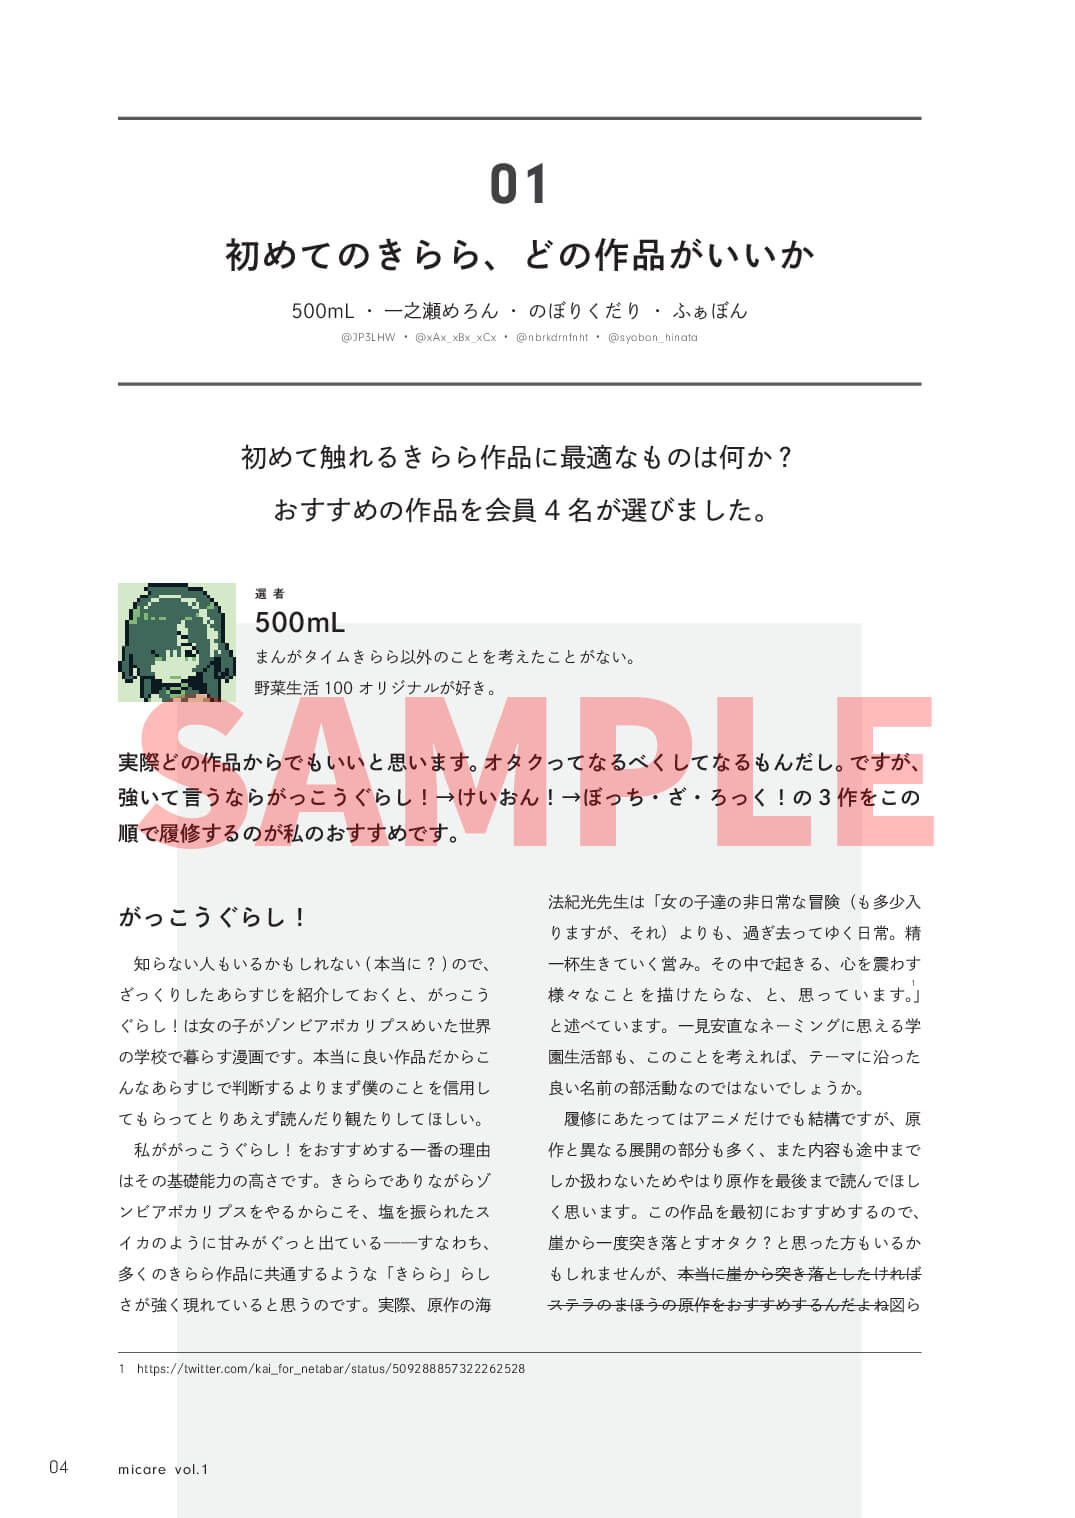 01
初めてのきらら、どの作品がいいか
500mL ・ 一之瀬めろん ・ のぼりくだり ・ ふぁぼん
@JP3LHW ・ @xAx_xBx_xCx ・ @nbrkdrnfnht ・ @syobon_hinata
初めて触れるきらら作品に最適なものは何か？
おすすめの作品を会員 4 名が選びました。
選者
500mL
まんがタイムきらら以外のことを考えたことがない。
野菜生活 100 オリジナルが好き。
SAMPLE
実際どの作品からでもいいと思います。オタクってなるべくしてなるもんだし。ですが、
強いて言うならがっこうぐらし！→けいおん！→ぼっち・ざ・ろっく！の 3 作をこの
順で履修するのが私のおすすめです。
がっこうぐらし！
知らない人もいるかもしれない（本当に？）ので、
ざっくりしたあらすじを紹介しておくと、がっこう
ぐらし！は女の子がゾンビアポカリプスめいた世界
の学校で暮らす漫画です。本当に良い作品だからこ
んなあらすじで判断するよりまず僕のことを信用し
てもらってとりあえず読んだり観たりしてほしい。
私ががっこうぐらし！をおすすめする一番の理由
はその基礎能力の高さです。きららでありながらゾ
ンビアポカリプスをやるからこそ、塩を振られたス
イカのように甘みがぐっと出ている――すなわち、
多くのきらら作品に共通するような「きらら」らし
さが強く現れていると思うのです。実際、原作の海
法紀光先生は「女の子達の非日常な冒険（も多少入
りますが、それ）よりも、過ぎ去ってゆく日常。精
一杯生きていく営み。その中で起きる、心を震わす
様々なことを描けたらな、と、思っています。」1
と述べています。一見安直なネーミングに思える学
園生活部も、このことを考えれば、テーマに沿った
良い名前の部活動なのではないでしょうか。
履修にあたってはアニメだけでも結構ですが、原
作と異なる展開の部分も多く、また内容も途中まで
しか扱わないためやはり原作を最後まで読んでほし
く思います。この作品を最初におすすめするので、
崖から一度突き落とすオタク？と思った方もいるか
もしれませんが、本当に崖から突き落としたければ
ステラのまほうの原作をおすすめするんだよね図ら
1 https://twitter.com/kai_for_netabar/status/509288857322262528
04 micare vol.1